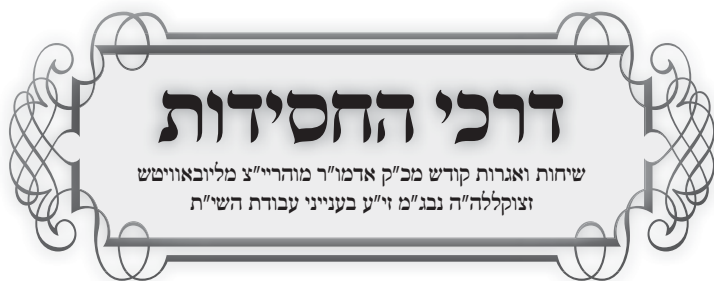 דרכי החסידות
שיחות ואגרות קודש מכ"ק אדמו"ר מוהריי"צ מליובאוויטש
זצוקללה"ה נבג"מ זי"ע בענייני עבודת השי"ת